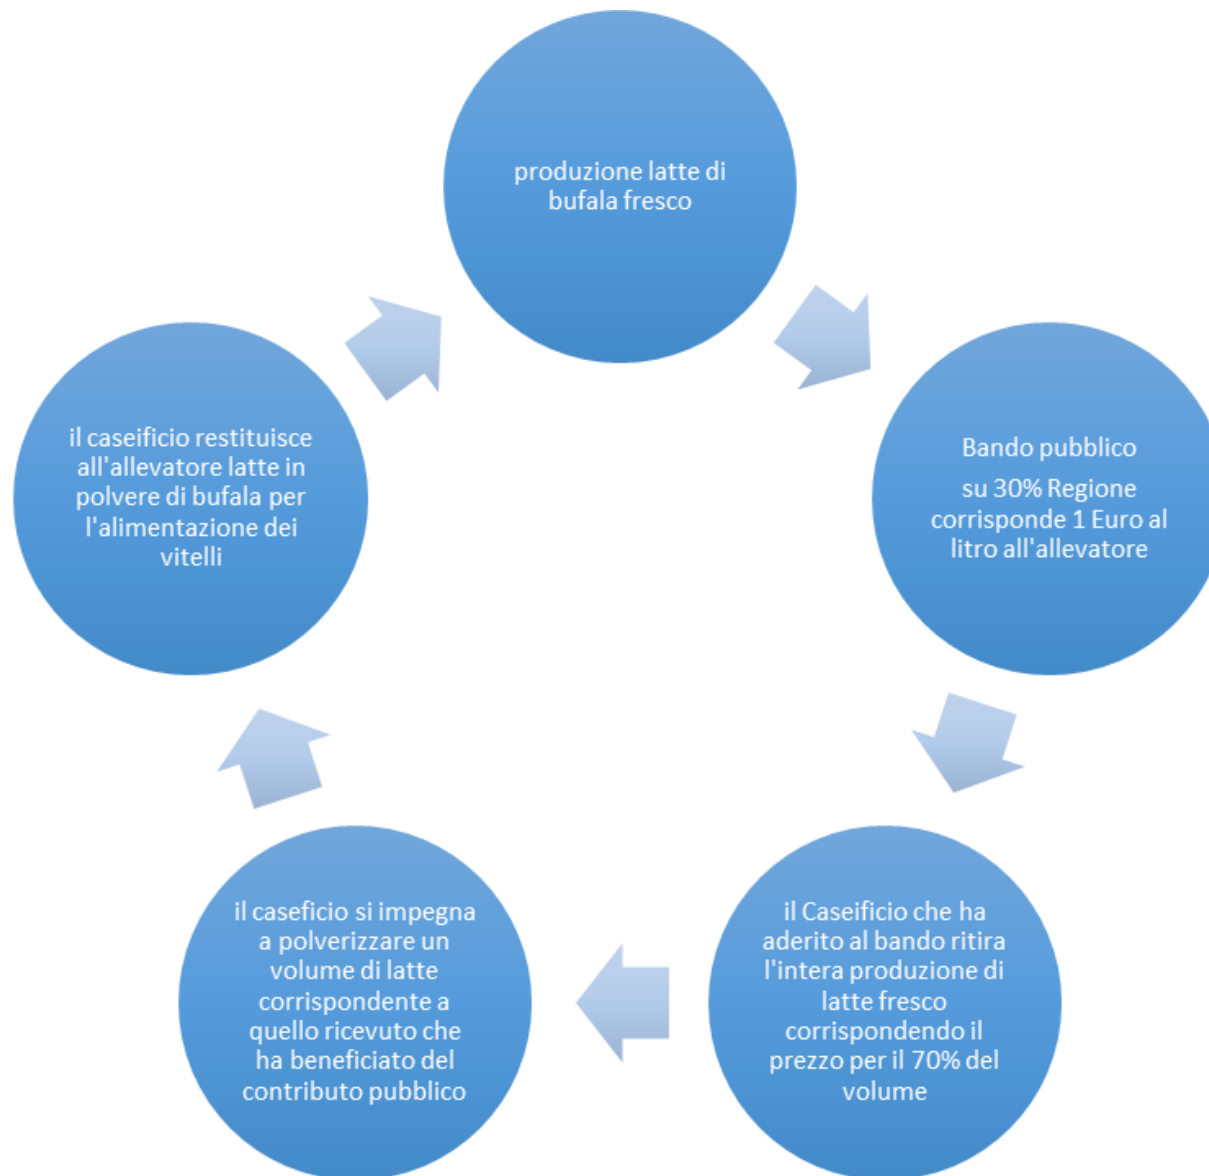 produzione latte di
bufala fresco
Bando pubblico
su 30% Regione
corrisponde 1 Euro al
litro all'allevatore
il Caseificio che ha
aderito al bando ritira
l'intera produzione di
latte fresco
corrispondendo il
prezzo per il 70% del
volume
il caseficio si impegna
a polverizzare un
volume di latte
corrispondente a
quello ricevuto che
ha beneficiato del
contributo pubblico
il caseificio restituisce
all'allevatore latte in
polvere di bufala per
l'alimentazione dei
vitelli